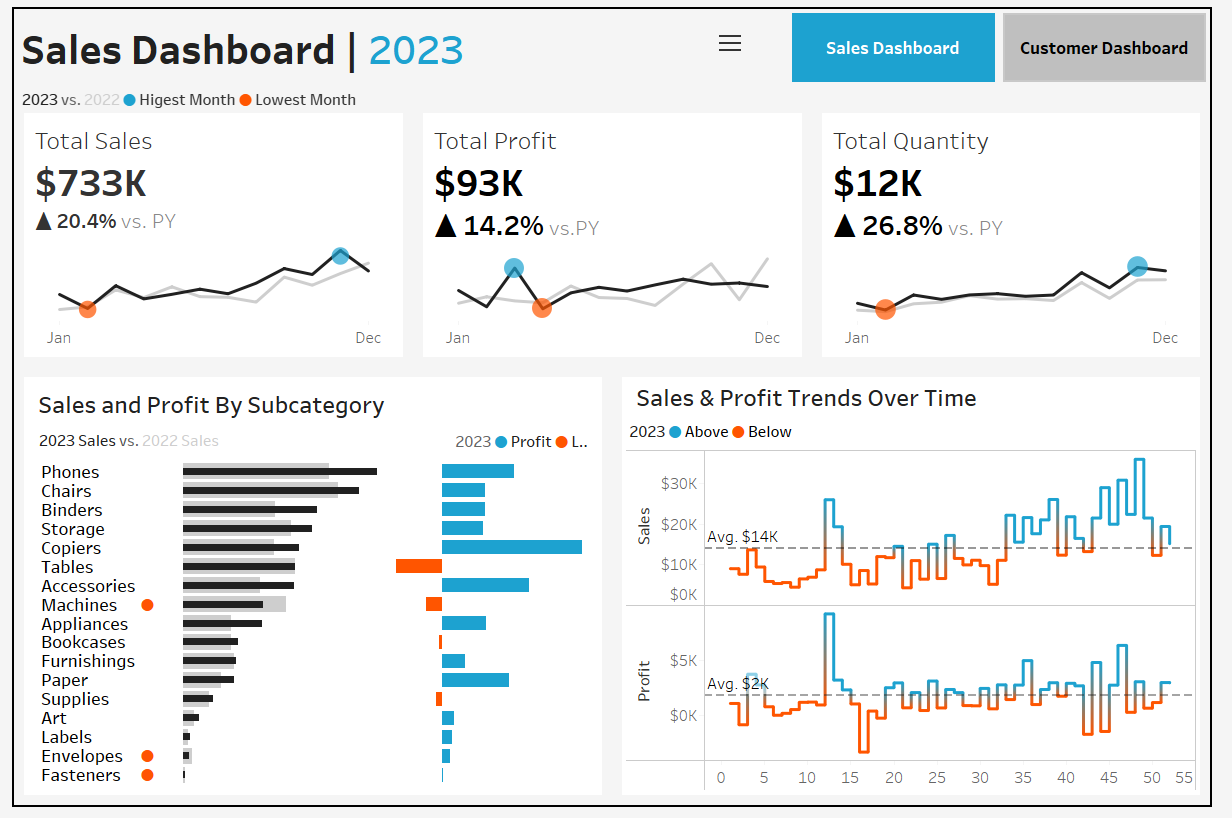 Sales Dashboard | 2023
Sales Dashboard
Customer Dashboard
2023 vs. 2022 Higest Month Lowest Month
Total Sales
$733K
▲ 20.4% vs. PY
Jan
Dec
Total Profit
$93K
▲ 14.2% vs.PY
Jan
Dec
Total Quantity
$12K
▲ 26.8% vs. PY
Jan
Dec
Sales and Profit By Subcategory
2023 Sales vs. 2022 Sales
2023 Profit L..
Phones
Chairs
Binders
Storage
Copiers
Tables
Accessories
Machines
Appliances
Bookcases
Furnishings
Paper
Supplies
Art
Labels
Envelopes
Fasteners
Sales & Profit Trends Over Time
2023 Above Below
Sales
$30K
$20K
$10K
$0K
Avg. $14K
Profit
$5K
$0K
Avg. $2K
0 5 10 15 20 25 30 35 40 45 50 55